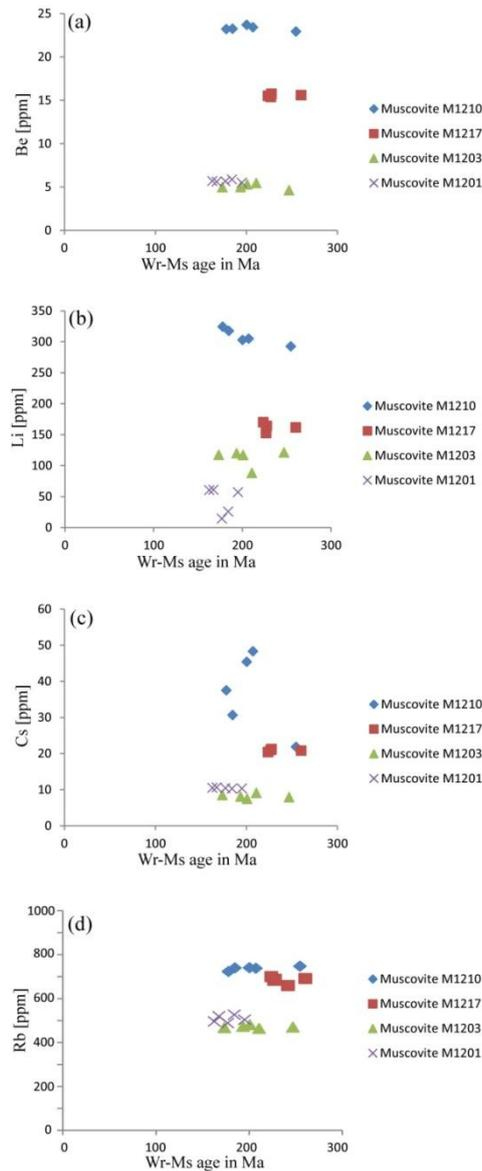 (a)
25
20
15
10
5
0
Be [ppm]
0 100 200 300
Wr-Ms age in Ma
Muscovite M1210
Muscovite M1217
Muscovite M1203
Muscovite M1201
(b)
350
300
250
200
150
100
50
0
Li [ppm]
0 100 200 300
Wr-Ms age in Ma
Muscovite M1210
Muscovite M1217
Muscovite M1203
Muscovite M1201
(c)
60
50
40
30
20
10
0
Cs [ppm]
0 100 200 300
Wr-Ms age in Ma
Muscovite M1210
Muscovite M1217
Muscovite M1203
Muscovite M1201
(d)
1000
800
600
400
200
0
Rb [ppm]
0 100 200 300
Wr-Ms age in Ma
Muscovite M1210
Muscovite M1217
Muscovite M1203
Muscovite M1201